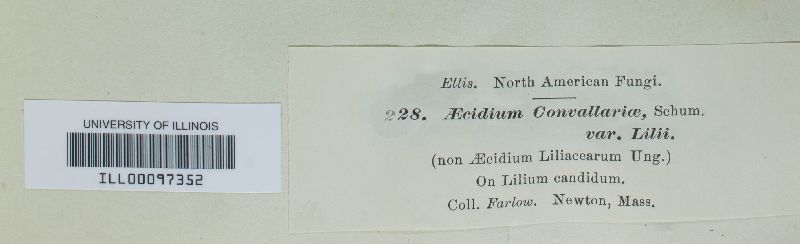 UNIVERSITY OF ILLINOIS
ILL00097352
Ellis. North American Fungi.
228. Æcidium Convallariæ, Schum.
var. Lilii.
(non Æcidium Liliacearum Ung.)
On Lilium candidum.
Coll. Farlow. Newton, Mass.